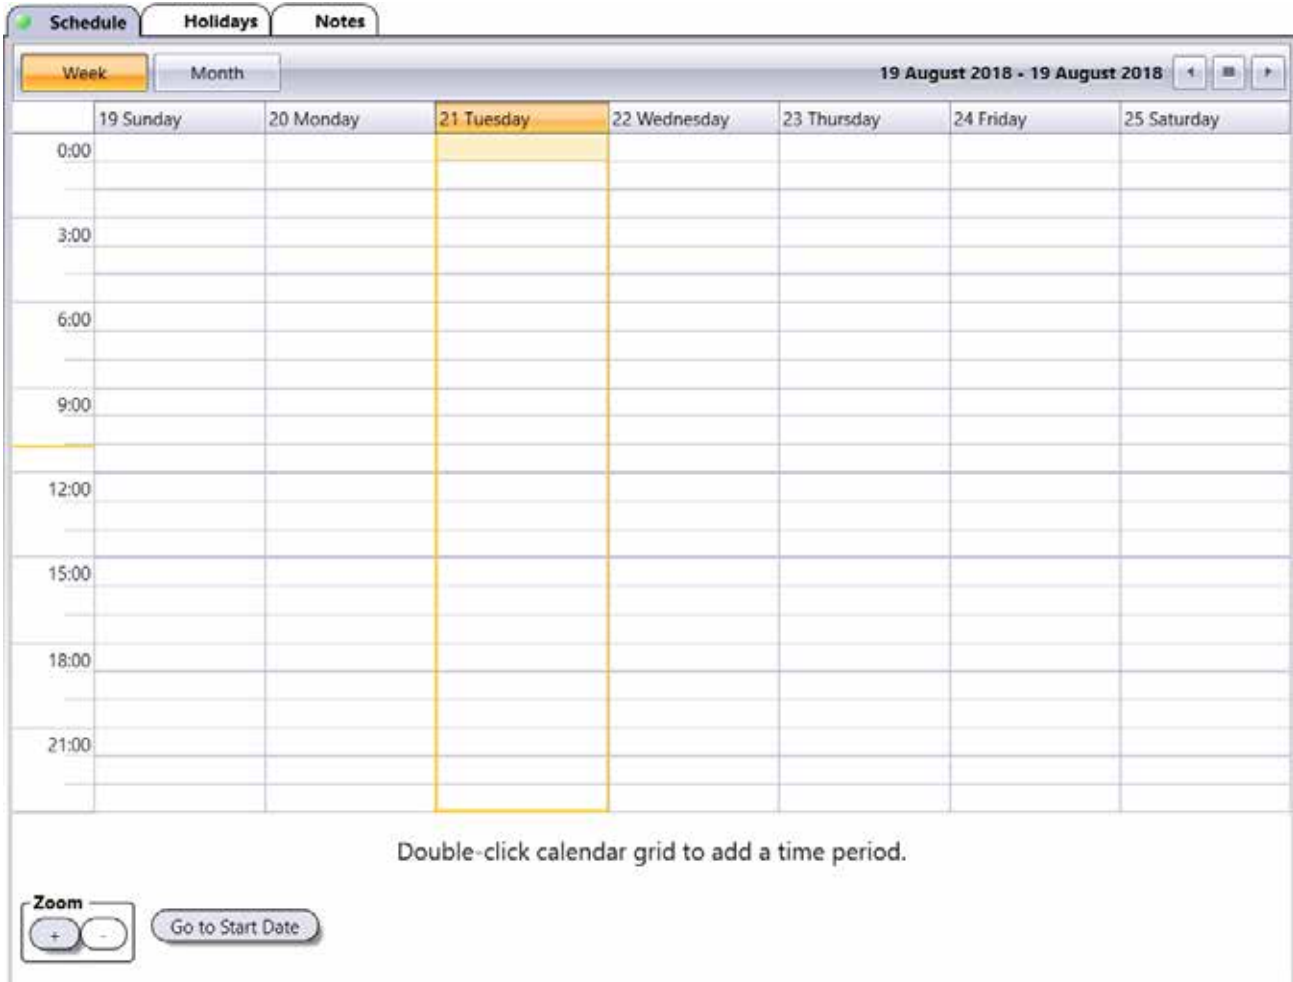 Schedule Holidays Notes
Week Month 19 August 2018 - 19 August 2018
19 Sunday 20 Monday 21 Tuesday 22 Wednesday 23 Thursday 24 Friday 25 Saturday
0:00
3:00
6:00
9:00
12:00
15:00
18:00
21:00
Double-click calendar grid to add a time period.
Zoom
+ - Go to Start Date